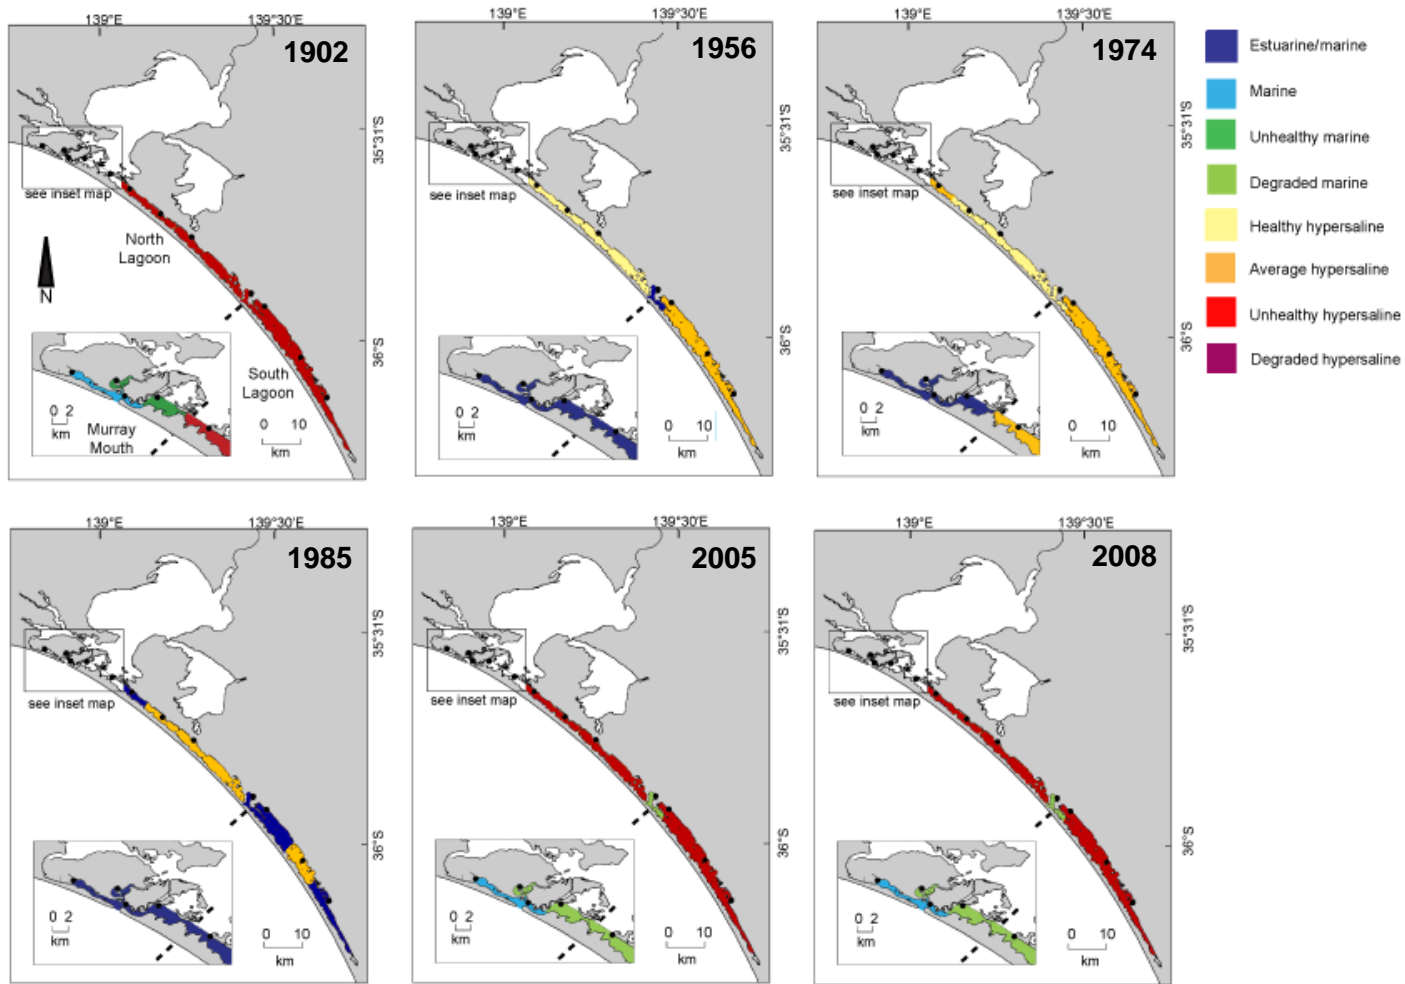 139°E
139°30'E
1902
35°31'S
see inset map
North
Lagoon
N
36°S
South
Lagoon
0 2
km
Murray
Mouth
0 10
km
139°E
139°30'E
1956
35°31'S
see inset map
36°S
0 2
km
0 10
km
139°E
139°30'E
1974
35°31'S
see inset map
36°S
0 2
km
0 10
km
Estuarine/marine
Marine
Unhealthy marine
Degraded marine
Healthy hypersaline
Average hypersaline
Unhealthy hypersaline
Degraded hypersaline
139°E
139°30'E
1985
35°31'S
see inset map
36°S
0 2
km
0 10
km
139°E
139°30'E
2005
35°31'S
see inset map
36°S
0 2
km
0 10
km
139°E
139°30'E
2008
35°31'S
see inset map
36°S
0 2
km
0 10
km